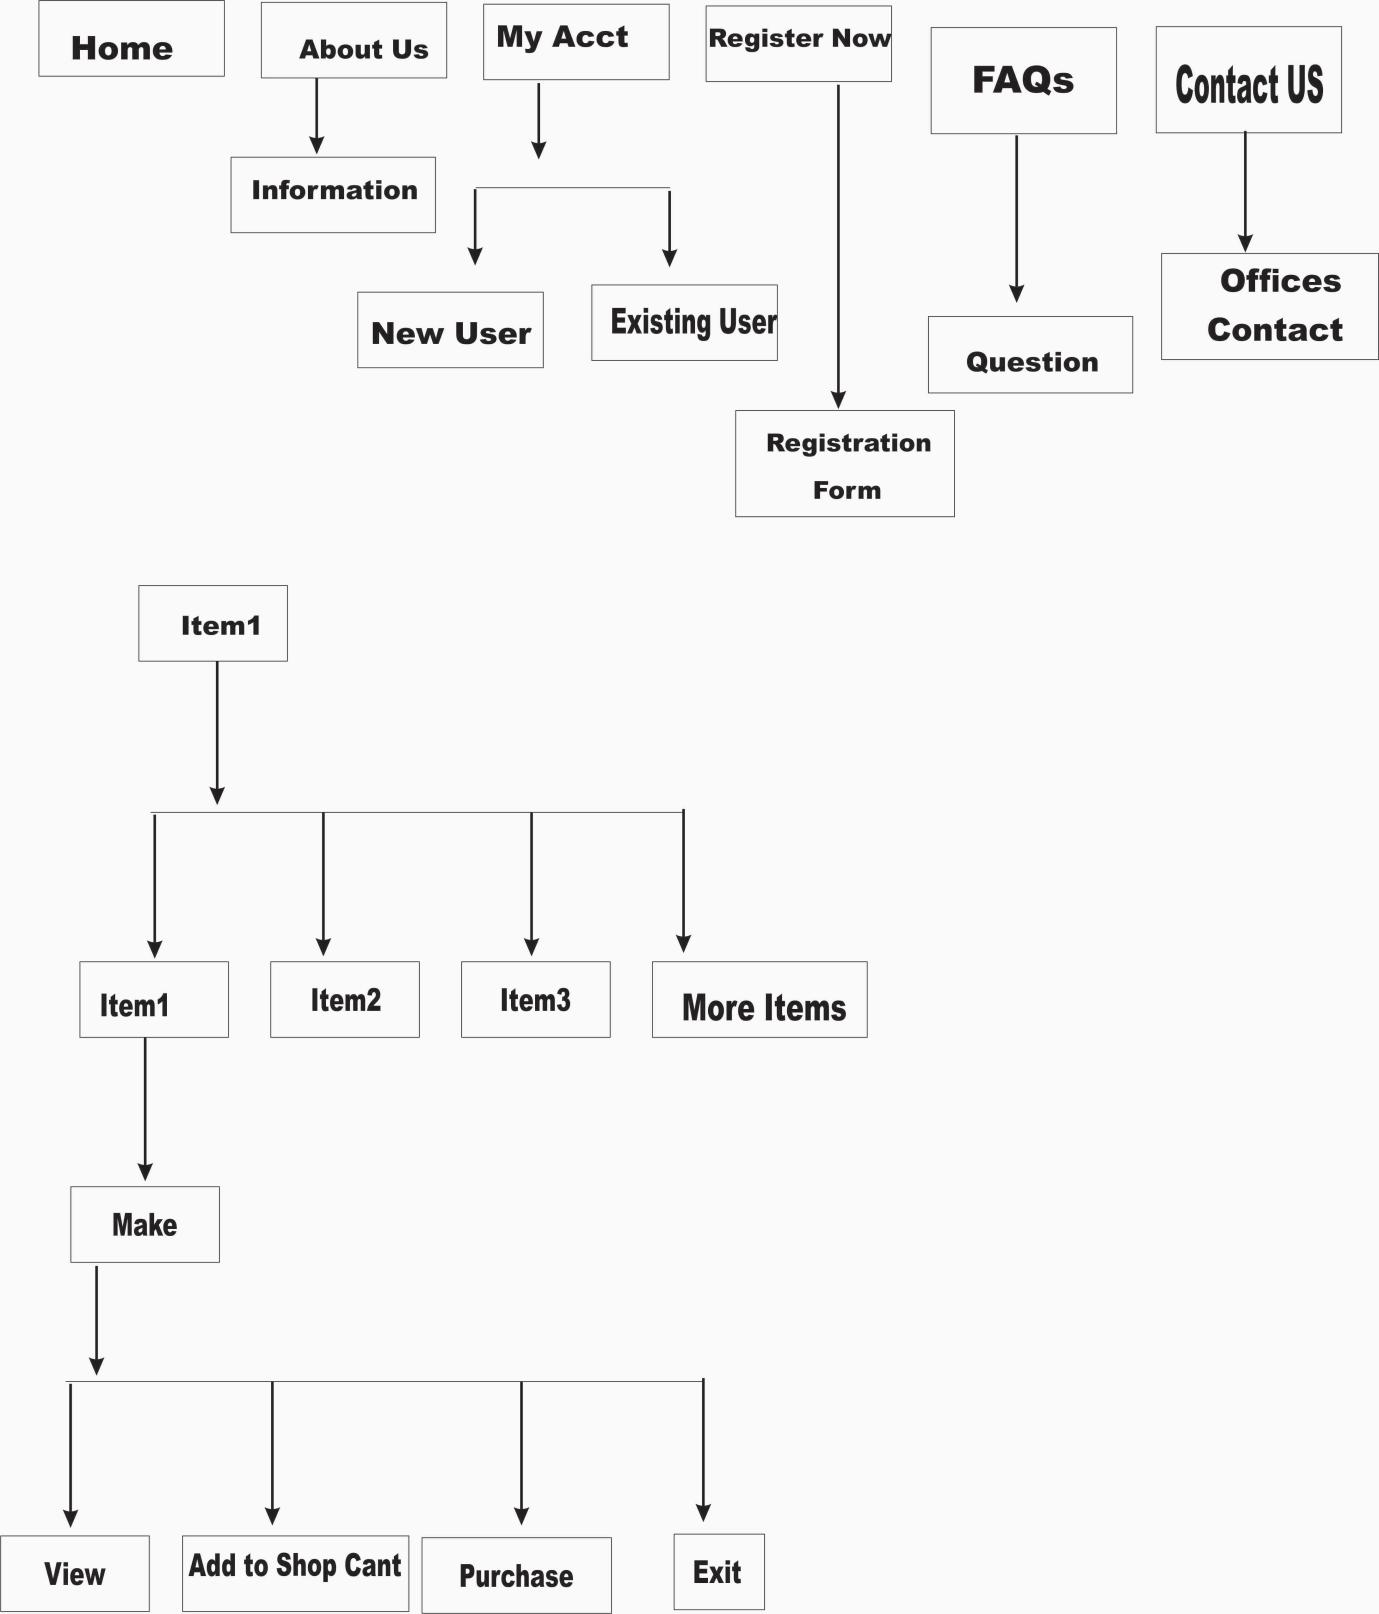 Home
About Us
My Acct
Register Now
FAQs
Contact US
Information
New User
Existing User
Question
Offices
Contact
Registration
Form
Item1
Item1
Item2
Item3
More Items
Make
View
Add to Shop Cant
Purchase
Exit